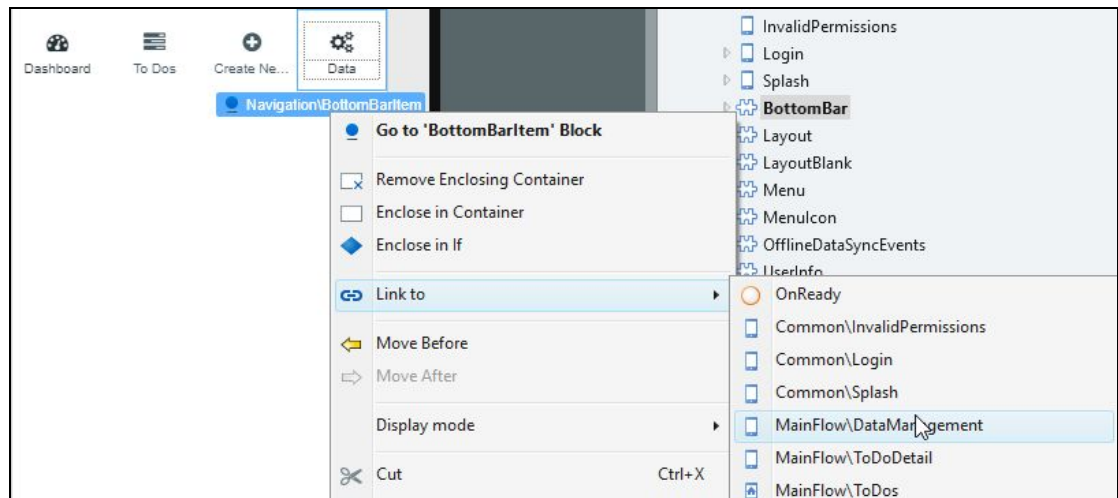 Dashboard
To Dos
Create Ne...
Data
Navigation\BottomBarItem
Go to 'BottomBarItem' Block
Remove Enclosing Container
Enclose in Container
Enclose in If
Link to
Move Before
Move After
Display mode
Cut Ctrl+X
InvalidPermissions
Login
Splash
BottomBar
Layout
LayoutBlank
Menu
MenuIcon
OfflineDataSyncEvents
UserInfo
OnReady
Common\InvalidPermissions
Common\Login
Common\Splash
MainFlow\DataManagement
MainFlow\ToDoDetail
MainFlow\ToDos